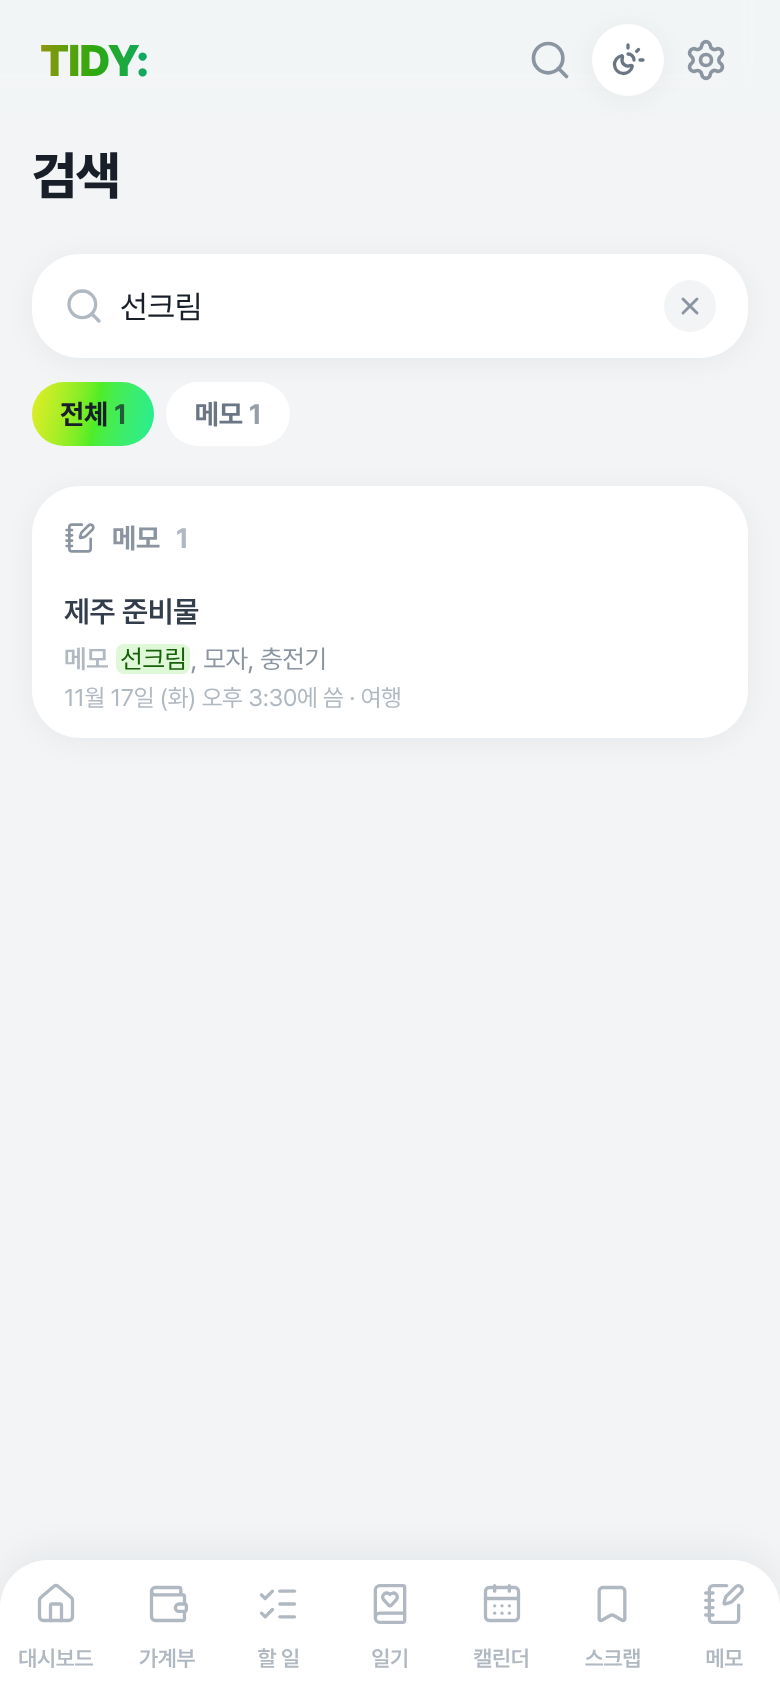 TIDY:
검색
선크림
전체 1
메모 1
메모 1
제주 준비물
메모 선크림, 모자, 충전기
11월 17일 (화) 오후 3:30에 씀 · 여행
대시보드
가계부
할 일
일기
캘린더
스크랩
메모